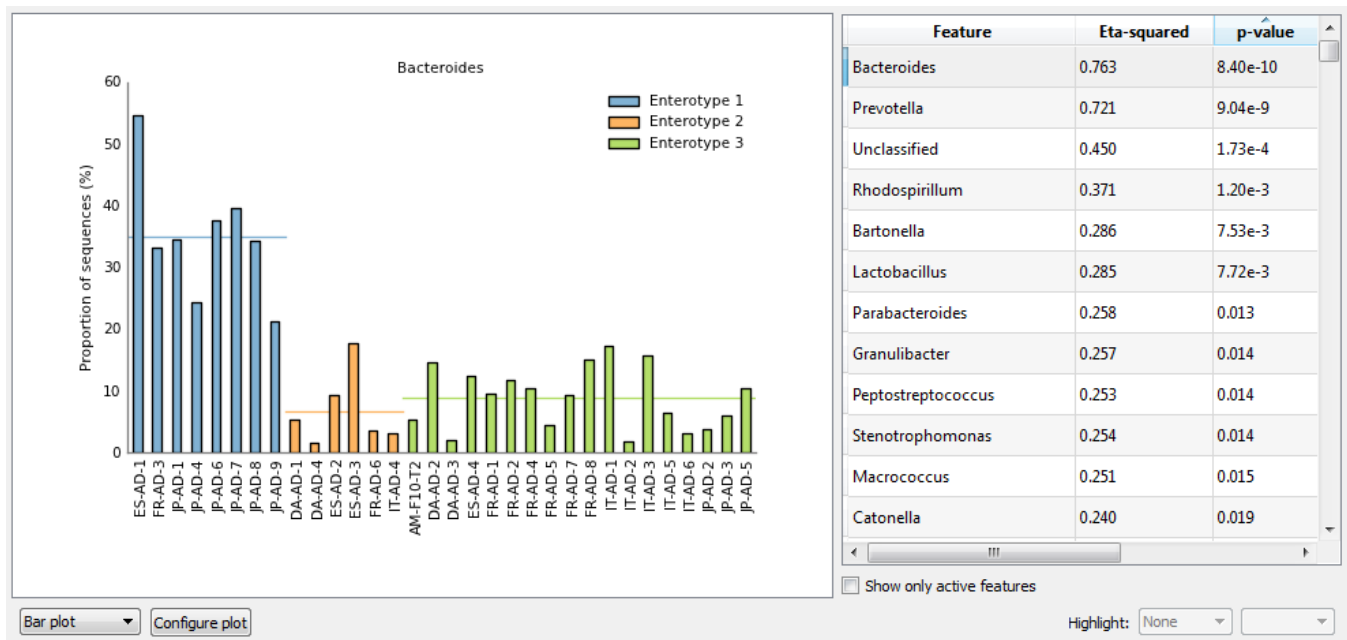 Bacteroides
Proportion of sequences (%)
60
50
40
30
20
10
0
Enterotype 1
Enterotype 2
Enterotype 3
ES-AD-1
FR-AD-3
JP-AD-1
JP-AD-4
JP-AD-6
JP-AD-7
JP-AD-8
JP-AD-9
DA-AD-1
DA-AD-4
ES-AD-2
ES-AD-3
FR-AD-6
IT-AD-4
AM-F10-T2
DA-AD-2
DA-AD-3
ES-AD-4
FR-AD-1
FR-AD-2
FR-AD-4
FR-AD-5
FR-AD-7
FR-AD-8
IT-AD-1
IT-AD-2
IT-AD-3
IT-AD-5
IT-AD-6
JP-AD-2
JP-AD-3
JP-AD-5
Feature Eta-squared p-value
Bacteroides 0.763 8.40e-10
Prevotella 0.721 9.04e-9
Unclassified 0.450 1.73e-4
Rhodospirillum 0.371 1.20e-3
Bartonella 0.286 7.53e-3
Lactobacillus 0.285 7.72e-3
Parabacteroides 0.258 0.013
Granulibacter 0.257 0.014
Peptostreptococcus 0.253 0.014
Stenotrophomonas 0.254 0.014
Macrococcus 0.251 0.015
Catonella 0.240 0.019
Show only active features
Bar plot Configure plot Highlight: None